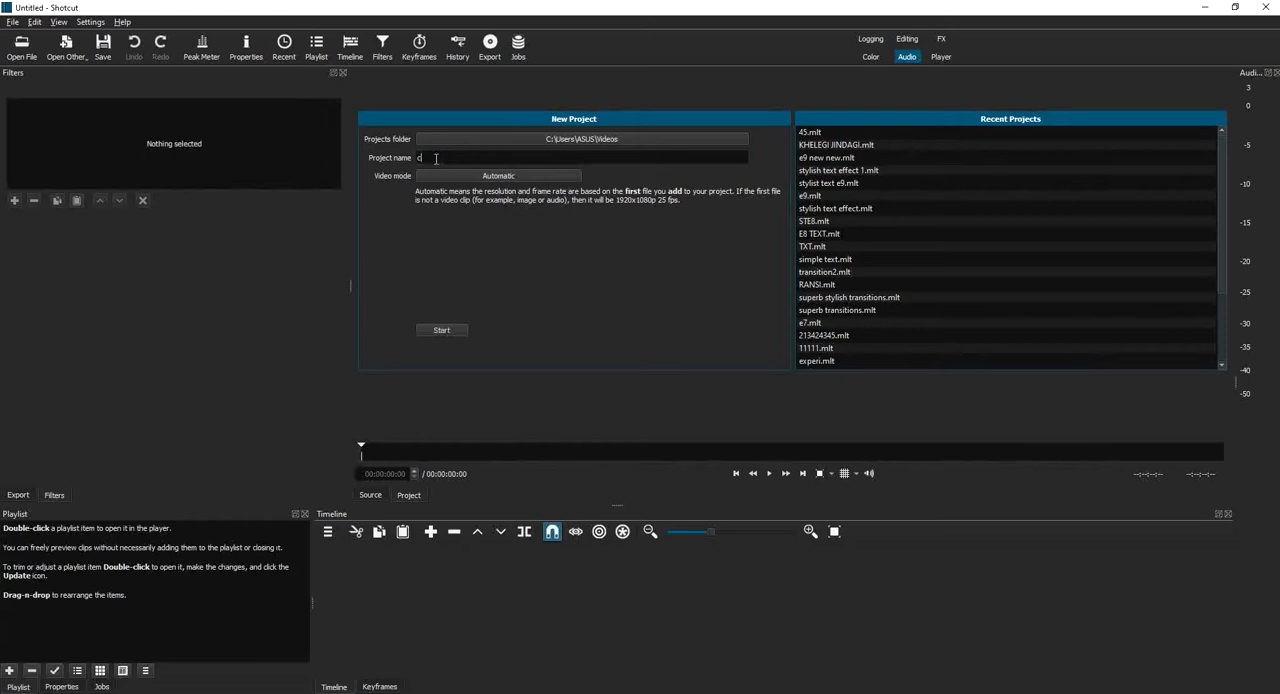 Untitled - Shotcut
File Edit View Settings Help
Open File Open Other Save Undo Redo Peak Meter Properties Recent Playlist Timeline Filters Keyframes History Export Jobs
Logging Editing FX
Color Audio Player
Filters
Nothing selected
New Project
Projects folder C:\Users\ASUS\Videos
Project name c
Video mode Automatic
Automatic means the resolution and frame rate are based on the first file you add to your project. If the first
file is not a video clip (for example, image or audio), then it will be 1920x1080p 25 fps.
Start
Recent Projects
45.mlt
KHELEGI JINDAGI.mlt
e9 new new.mlt
stylish text effect 1.mlt
stylist text e9.mlt
e9.mlt
stylish text effect.mlt
STE8.mlt
E8 TEXT.mlt
TXT.mlt
simple text.mlt
transition2.mlt
RANSI.mlt
superb stylish transitions.mlt
superb transitions.mlt
e7.mlt
213424345.mlt
11111.mlt
experi.mlt
Audi...
3
0
-5
-10
-15
-20
-25
-30
-35
-40
-50
00:00:00:00 / 00:00:00:00
--:--:--:-- --:--:--:--
Source Project
Export Filters
Playlist
Double-click a playlist item to open it in the player.
You can freely preview clips without necessarily adding them to the playlist or closing it.
To trim or adjust a playlist item Double-click to open it, make the changes, and click the
Update icon.
Drag-n-drop to rearrange the items.
Timeline
Playlist Properties Jobs
Timeline Keyframes